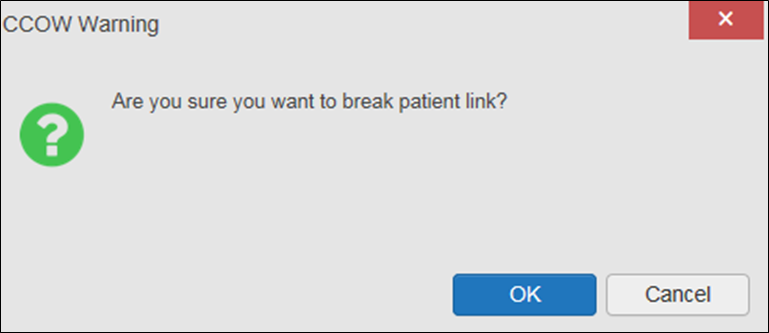 CCOW Warning
Are you sure you want to break patient link?
OK
Cancel